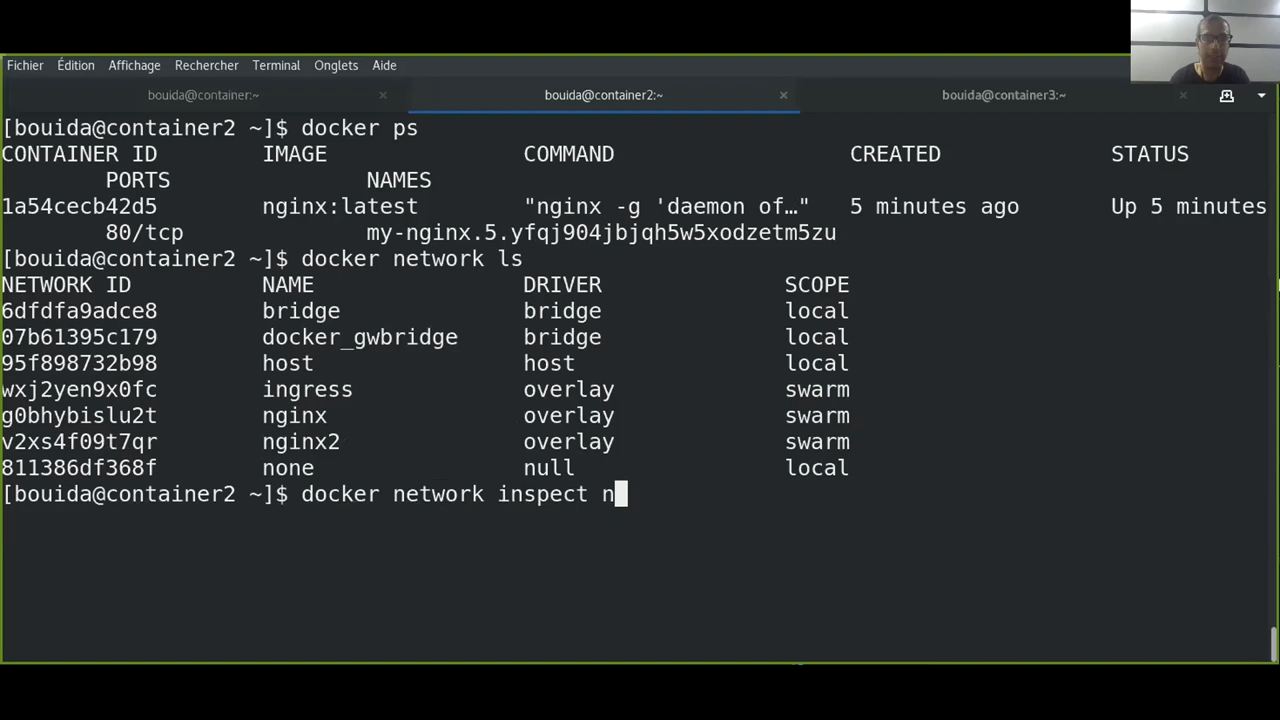 Fichier Édition Affichage Rechercher Terminal Onglets Aide
bouida@container:~ × bouida@container2:~ × bouida@container3:~ ×
[bouida@container2 ~]$ docker ps
CONTAINER ID IMAGE COMMAND CREATED STATUS
PORTS NAMES
1a54cecb42d5 nginx:latest "nginx -g 'daemon of…" 5 minutes ago Up 5 minutes
80/tcp my-nginx.5.yfqj904jbjqh5w5xodzetm5zu
[bouida@container2 ~]$ docker network ls
NETWORK ID NAME DRIVER SCOPE
6dfdfa9adce8 bridge bridge local
07b61395c179 docker_gwbridge bridge local
95f898732b98 host host local
wxj2yen9x0fc ingress overlay swarm
g0bhybislu2t nginx overlay swarm
v2xs4f09t7qr nginx2 overlay swarm
811386df368f none null local
[bouida@container2 ~]$ docker network inspect n